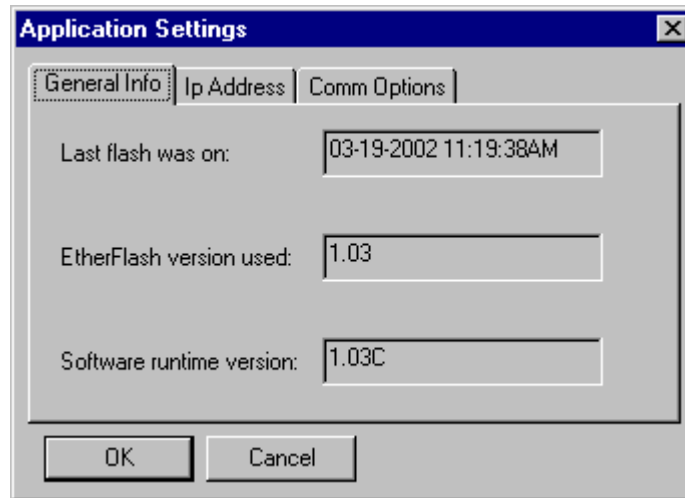 Application Settings
General Info Ip Address Comm Options
Last flash was on: 03-19-2002 11:19:38AM
EtherFlash version used: 1.03
Software runtime version: 1.03C
OK Cancel